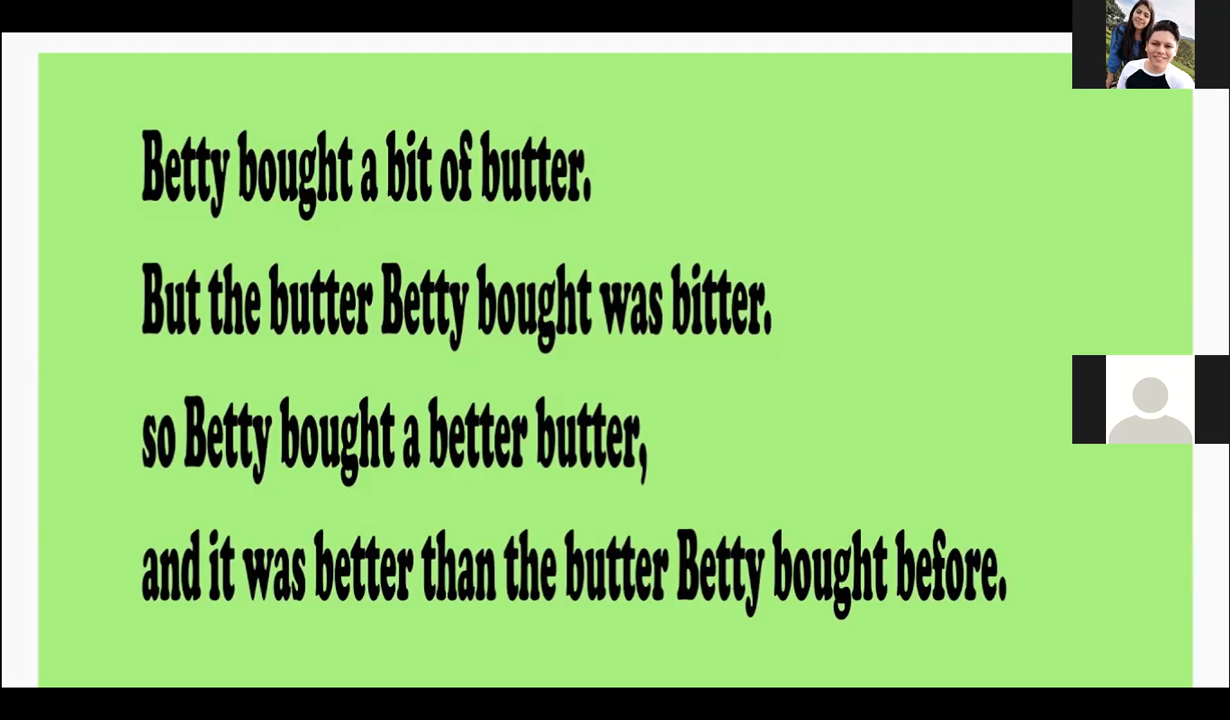 Betty bought a bit of butter.
But the butter Betty bought was bitter.
so Betty bought a better butter,
and it was better than the butter Betty bought before.